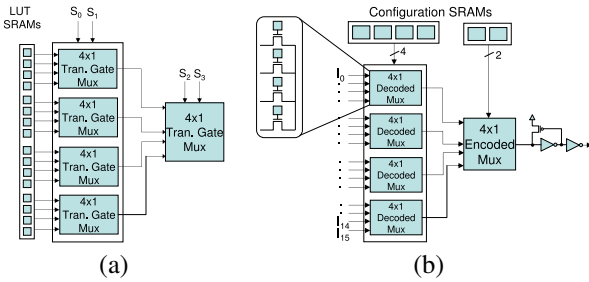 LUT
SRAMs
S0 S1
4x1
Tran. Gate
Mux
4x1
Tran. Gate
Mux
4x1
Tran. Gate
Mux
4x1
Tran. Gate
Mux
S2 S3
4x1
Tran. Gate
Mux
(a)
Configuration SRAMs
4
2
I0
4x1
Decoded
Mux
4x1
Decoded
Mux
4x1
Decoded
Mux
4x1
Decoded
Mux
I14
I15
4x1
Encoded
Mux
(b)